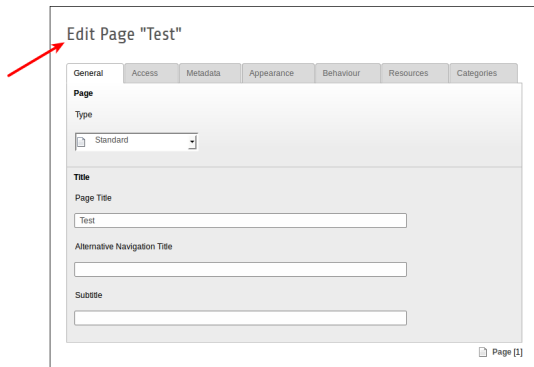 Edit Page "Test"
General Access Metadata Appearance Behaviour Resources Categories
Page
Type
Standard
Title
Page Title
Test
Alternative Navigation Title
Subtitle
Page [1]